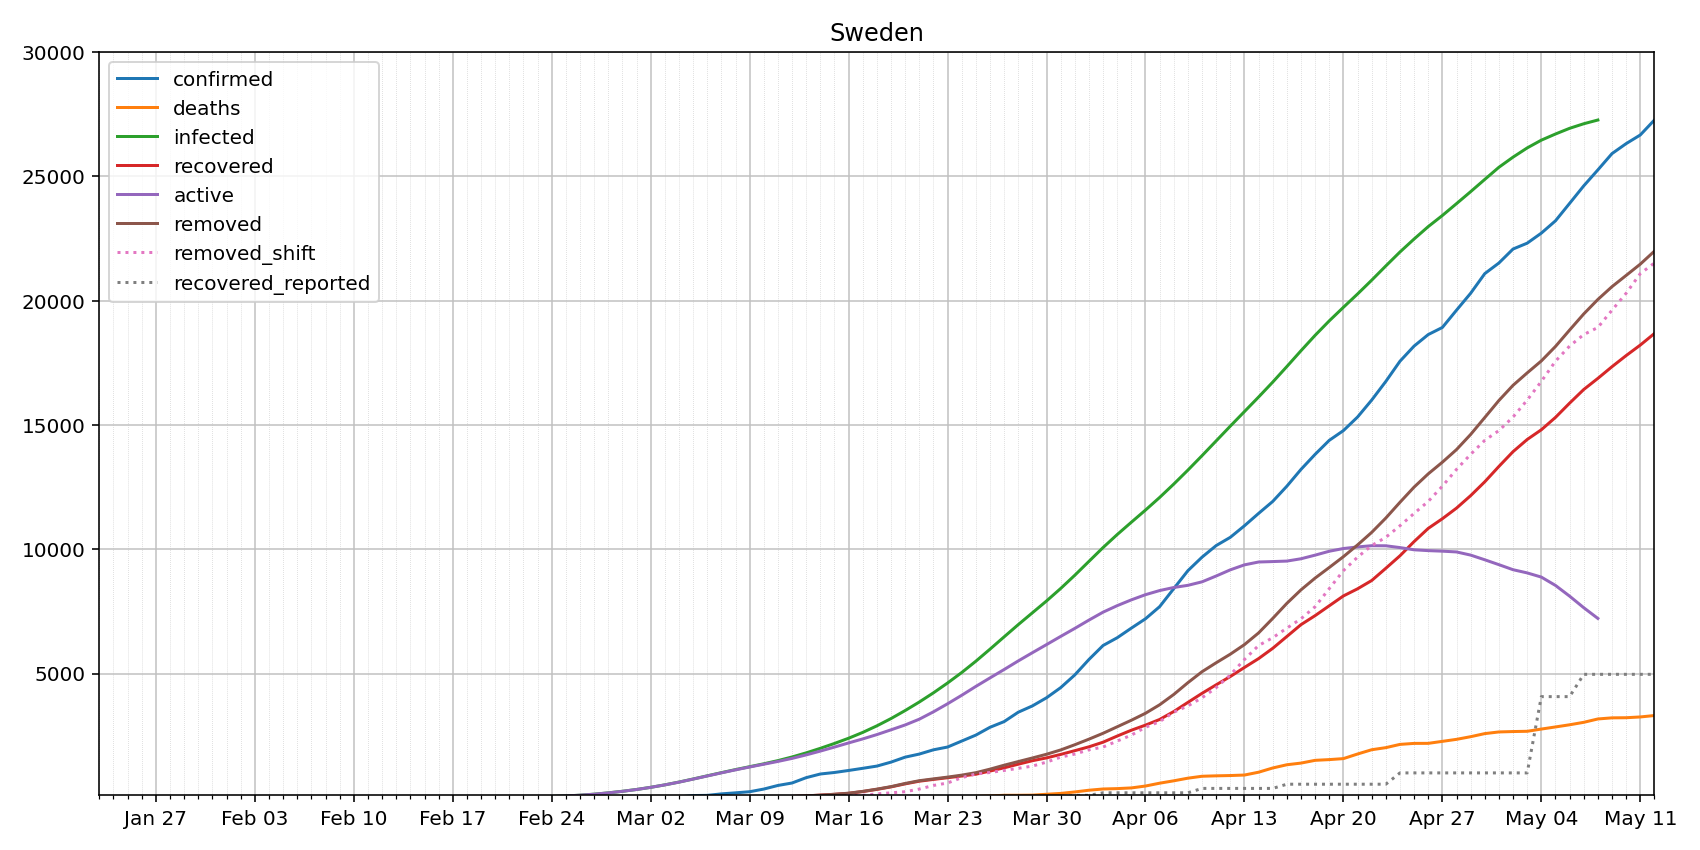 Sweden
30000
25000
20000
15000
10000
5000
confirmed
deaths
infected
recovered
active
removed
removed_shift
recovered_reported
Jan 27 Feb 03 Feb 10 Feb 17 Feb 24 Mar 02 Mar 09 Mar 16 Mar 23 Mar 30 Apr 06 Apr 13 Apr 20 Apr 27 May 04 May 11